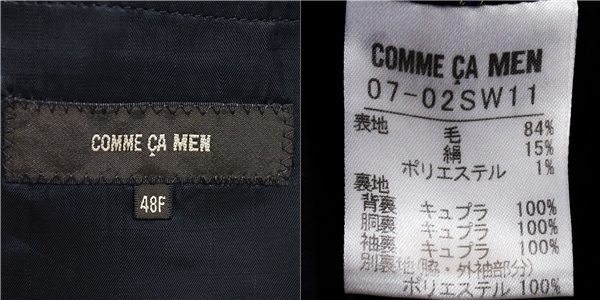 COMME ÇA MEN
48F
COMME ÇA MEN
07-02SW11
表地 毛 84%
絹 15%
ポリエステル 1%
裏地
背裏 キュプラ 100%
胴裏 キュプラ 100%
袖裏 キュプラ 100%
別裏地(脇・外袖部分)
ポリエステル 100%